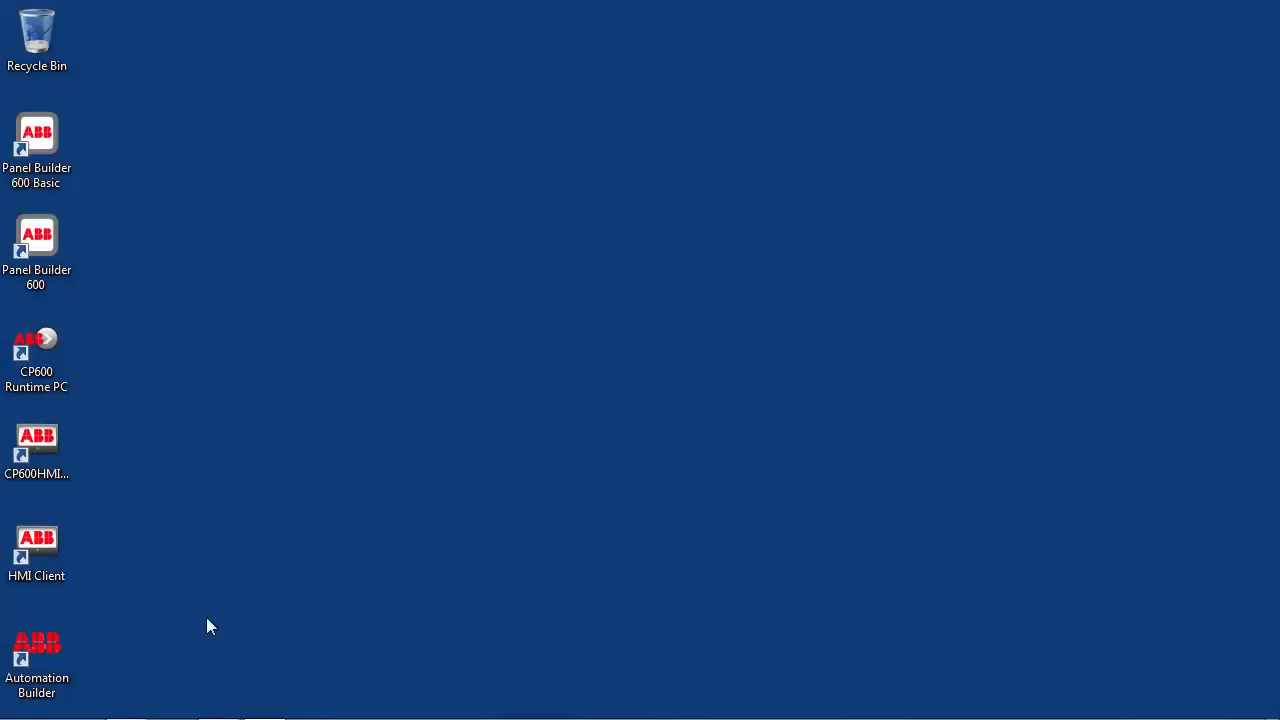 Recycle Bin
ABB
Panel Builder
600 Basic
ABB
Panel Builder
600
ABB
CP600
Runtime PC
ABB
CP600HMI...
ABB
HMI Client
ABB
Automation
Builder